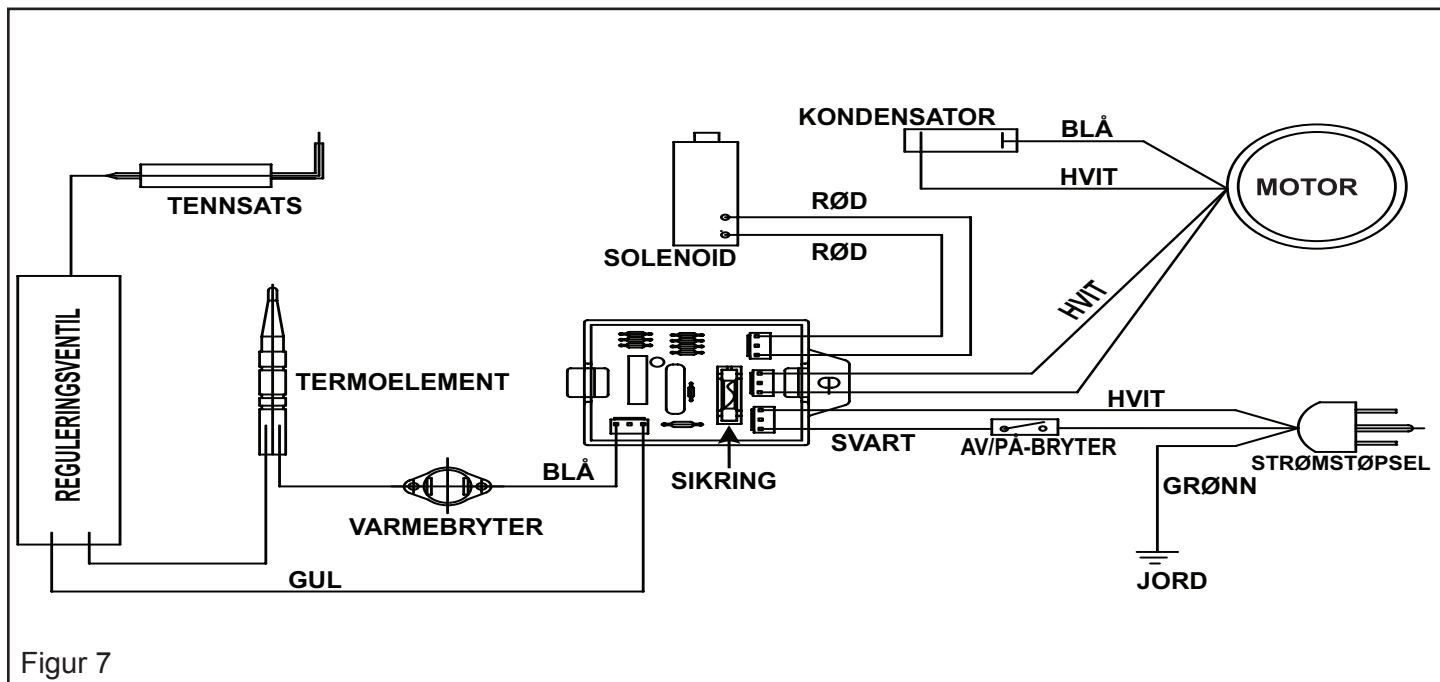 KONDENSATOR
BLÅ
HVIT
MOTOR
TENNSATS
RØD
SOLENOID
RØD
REGULERINGSVENTIL
HVIT
TERMOELEMENT
HVIT
SVART
AV/PÅ-BRYTER
STRØMSTØPSEL
BLÅ
SIKRING
GRØNN
VARMEBRYTER
GUL
JORD
Figur 7